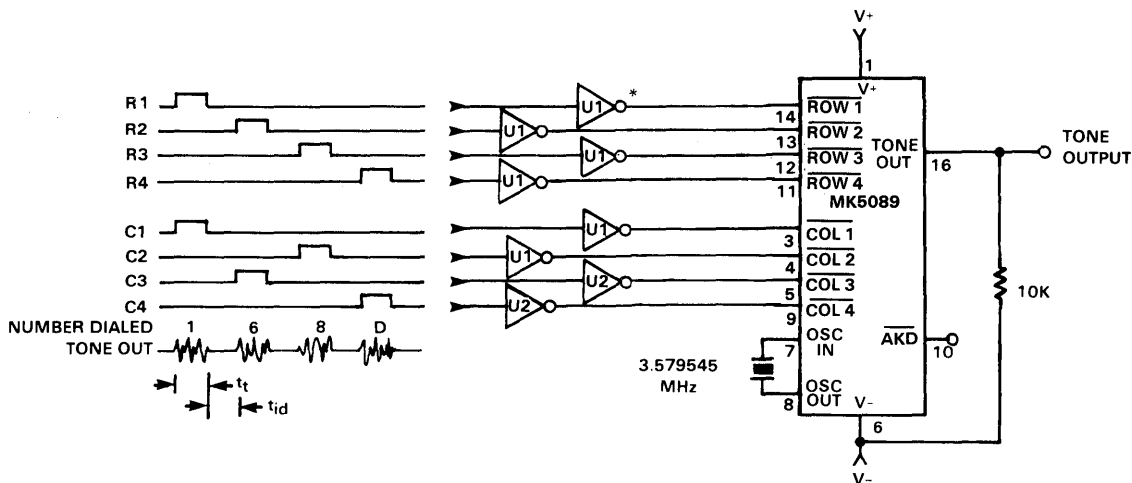 V+
1
V+
R1
U1
*
ROW 1
14
R2
U1
ROW 2
13
R3
U1
ROW 3
12
R4
U1
ROW 4
11
TONE
OUT
16
TONE
OUTPUT
MK5089
C1
U1
COL 1
3
C2
U1
COL 2
4
C3
U2
COL 3
5
C4
U2
COL 4
9
10K
NUMBER DIALED
1 6 8 D
TONE OUT
tt
tid
3.579545
MHz
OSC
IN
7
OSC
OUT
8
AKD
10
V-
6
V-